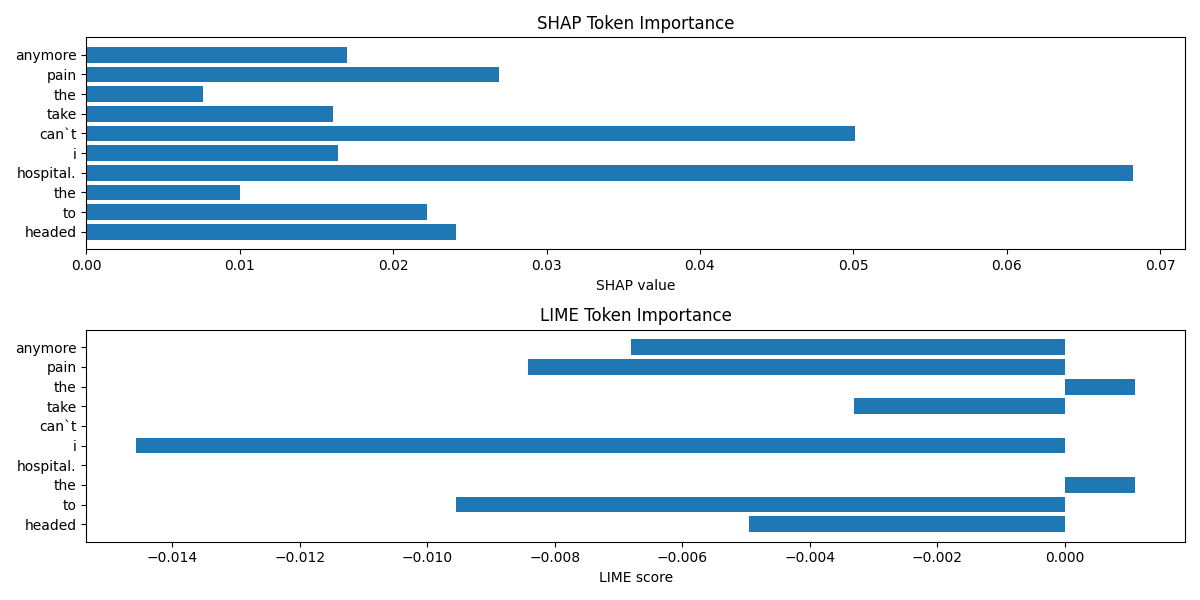 SHAP Token Importance
anymore
pain
the
take
can`t
i
hospital.
the
to
headed
0.00 0.01 0.02 0.03 0.04 0.05 0.06 0.07
SHAP value
LIME Token Importance
anymore
pain
the
take
can`t
i
hospital.
the
to
headed
−0.014 −0.012 −0.010 −0.008 −0.006 −0.004 −0.002 0.000
LIME score